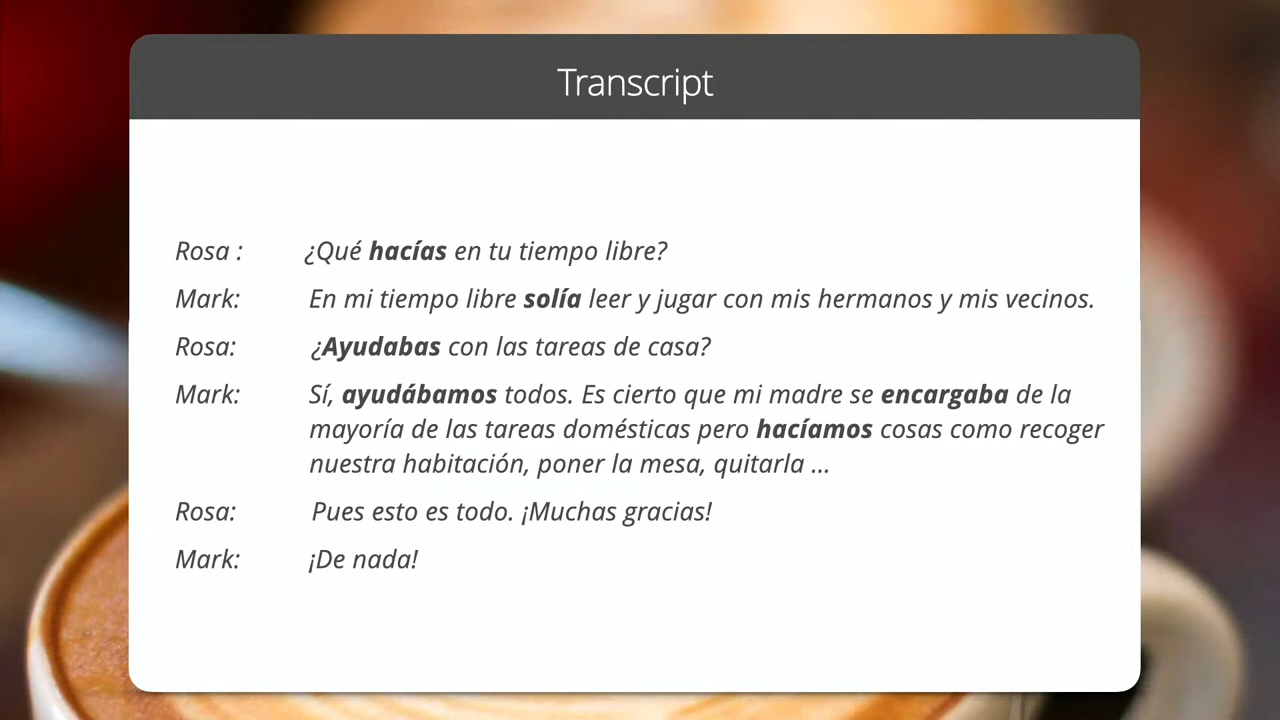 Transcript
Rosa : ¿Qué hacías en tu tiempo libre?
Mark: En mi tiempo libre solía leer y jugar con mis hermanos y mis vecinos.
Rosa: ¿Ayudabas con las tareas de casa?
Mark: Sí, ayudábamos todos. Es cierto que mi madre se encargaba de la
mayoría de las tareas domésticas pero hacíamos cosas como recoger
nuestra habitación, poner la mesa, quitarla ...
Rosa: Pues esto es todo. ¡Muchas gracias!
Mark: ¡De nada!